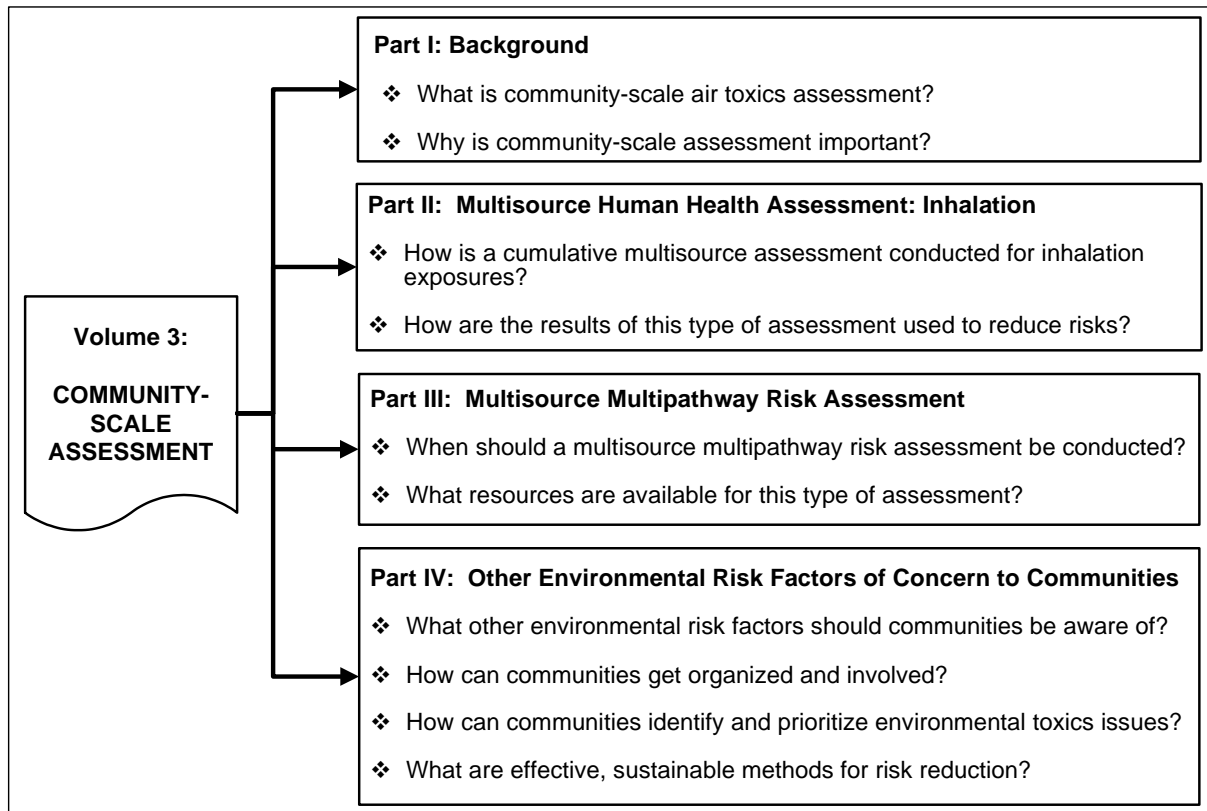 Volume 3:
COMMUNITY-
SCALE
ASSESSMENT
Part I: Background
❖ What is community-scale air toxics assessment?
❖ Why is community-scale assessment important?
Part II: Multisource Human Health Assessment: Inhalation
❖ How is a cumulative multisource assessment conducted for inhalation
exposures?
❖ How are the results of this type of assessment used to reduce risks?
Part III: Multisource Multipathway Risk Assessment
❖ When should a multisource multipathway risk assessment be conducted?
❖ What resources are available for this type of assessment?
Part IV: Other Environmental Risk Factors of Concern to Communities
❖ What other environmental risk factors should communities be aware of?
❖ How can communities get organized and involved?
❖ How can communities identify and prioritize environmental toxics issues?
❖ What are effective, sustainable methods for risk reduction?